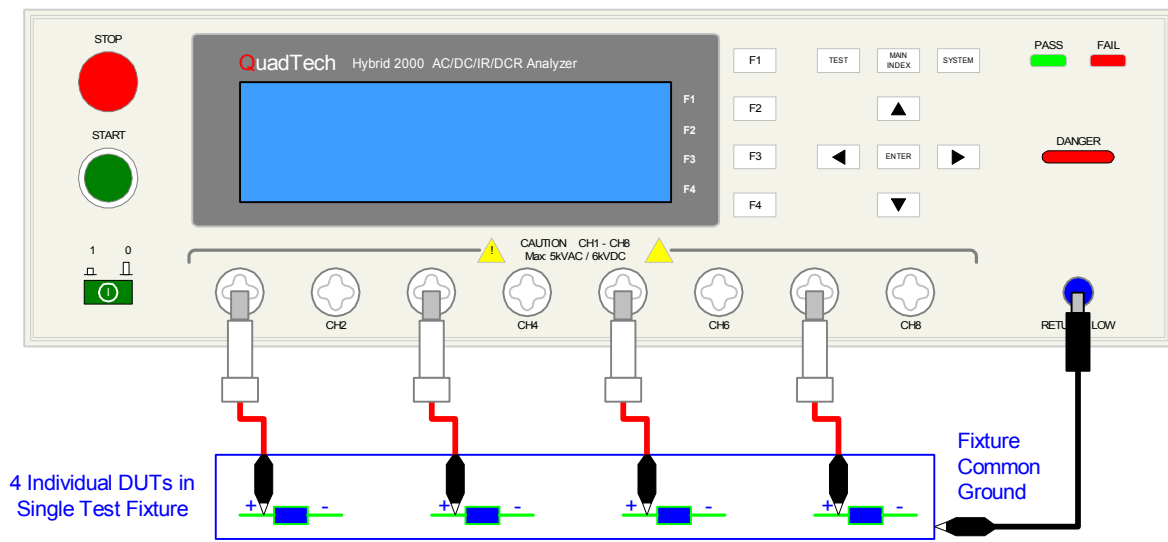 STOP
START
1 0
QuadTech Hybrid 2000 AC/DC/IR/DCR Analyzer
F1
F2
F3
F4
F1
F2
F3
F4
TEST
MAIN
INDEX
SYSTEM
ENTER
PASS
FAIL
DANGER
CAUTION CH1 - CH8
Max: 5kVAC / 6kVDC
!
CH2
CH4
CH6
CH8
LOW
4 Individual DUTs in
Single Test Fixture
+ -
+ -
+ -
+ -
Fixture
Common
Ground